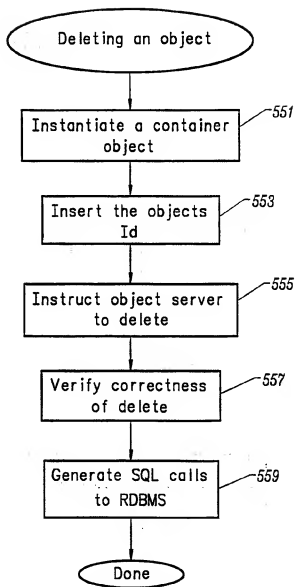 Deleting an object
551
Instantiate a container
object
553
Insert the objects
Id
555
Instruct object server
to delete
557
Verify correctness
of delete
559
Generate SQL calls
to RDBMS
Done